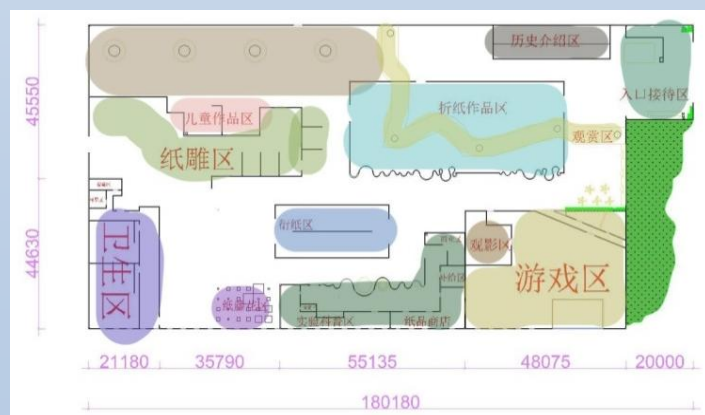 历史介绍区
入口接待区
折纸作品区
儿童作品区
观赏区
纸雕区
衍纸区
观影区
卫生区
游戏区
实验科普区
纸品商店
45550
44630
21180
35790
55135
48075
20000
180180